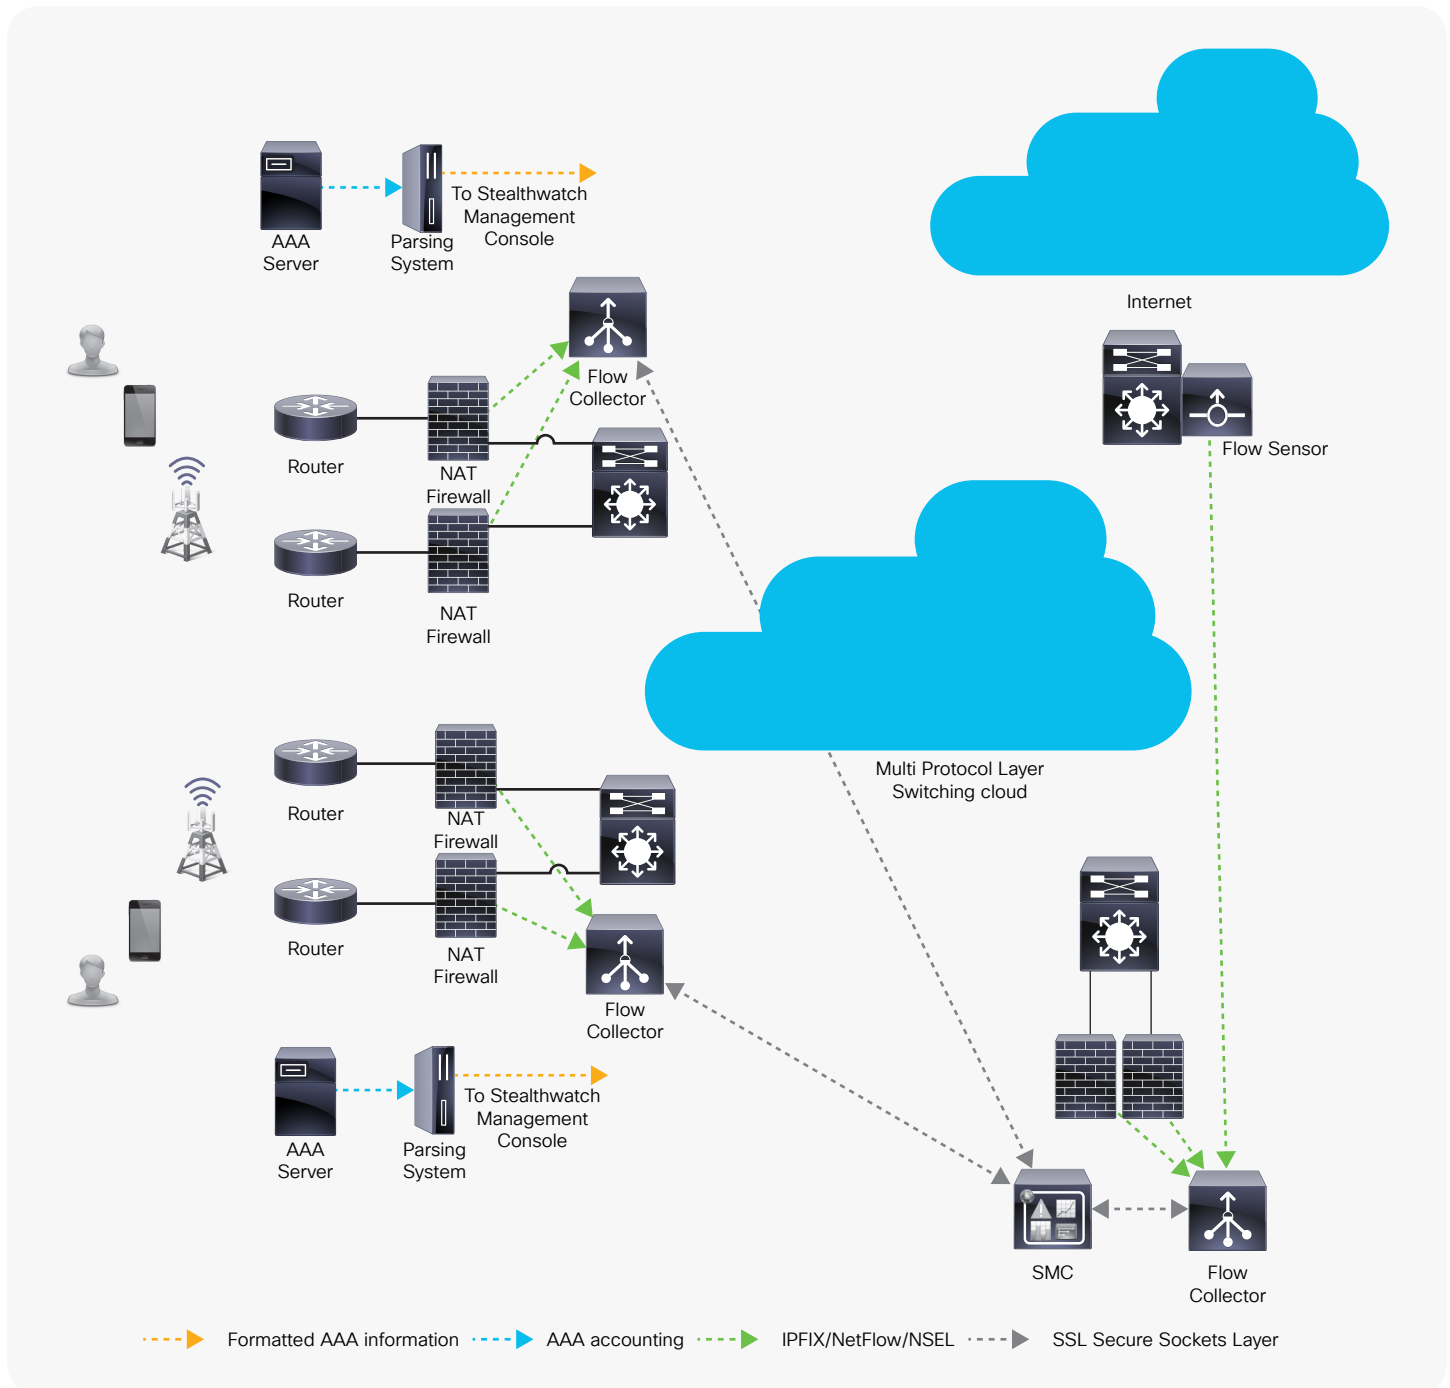 AAA
Server
Parsing
System
To Stealthwatch
Management
Console
Internet
Flow
Collector
Flow Sensor
Router
NAT
Firewall
Router
NAT
Firewall
Multi Protocol Layer
Switching cloud
Router
NAT
Firewall
Router
NAT
Firewall
Flow
Collector
AAA
Server
Parsing
System
To Stealthwatch
Management
Console
SMC
Flow
Collector
Formatted AAA information
AAA accounting
IPFIX/NetFlow/NSEL
SSL Secure Sockets Layer